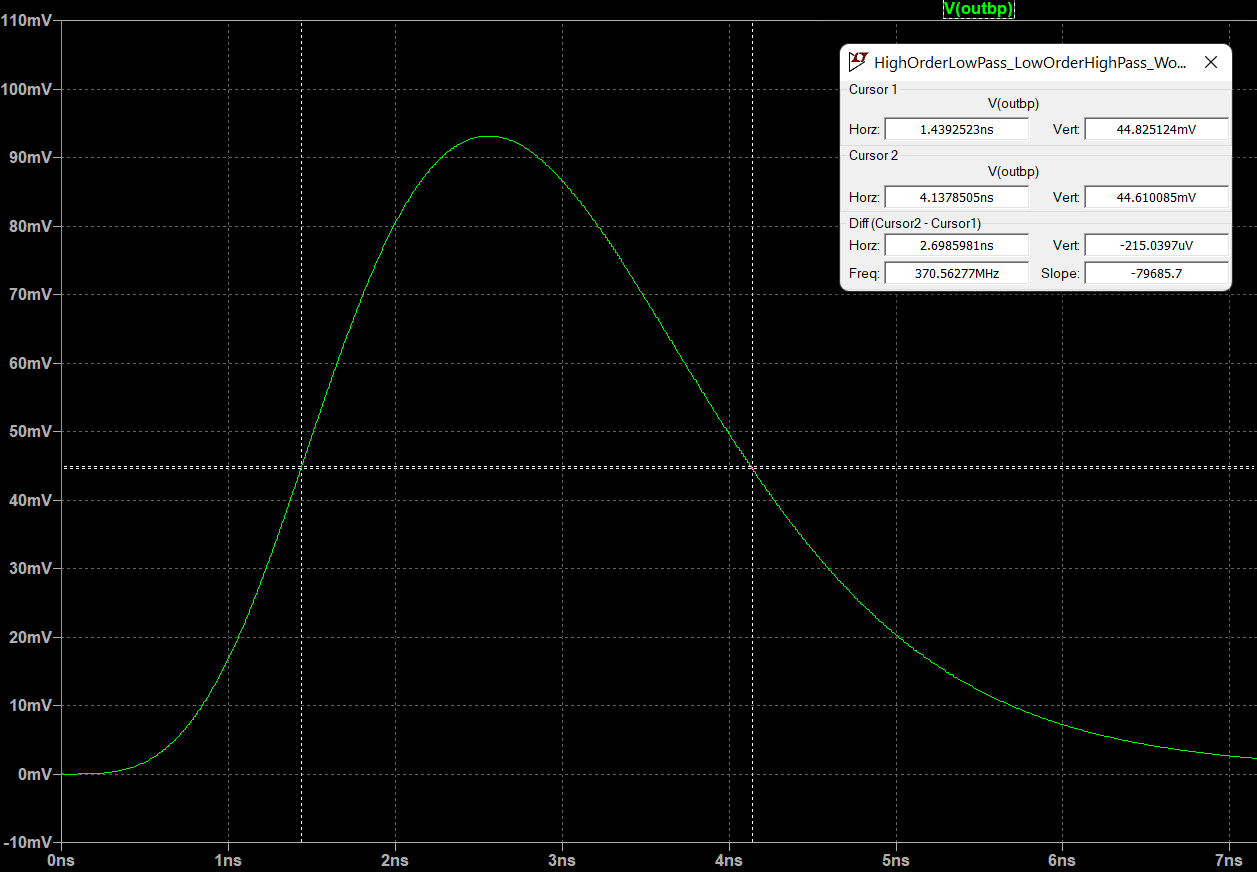 V(outbp)
110mV
100mV
90mV
80mV
70mV
60mV
50mV
40mV
30mV
20mV
10mV
0mV
-10mV
0ns 1ns 2ns 3ns 4ns 5ns 6ns 7ns
HighOrderLowPass_LowOrderHighPass_Wo...
Cursor 1
V(outbp)
Horz: 1.4392523ns Vert: 44.825124mV
Cursor 2
V(outbp)
Horz: 4.1378505ns Vert: 44.610085mV
Diff (Cursor2 - Cursor1)
Horz: 2.6985981ns Vert: -215.0397uV
Freq: 370.56277MHz Slope: -79685.7